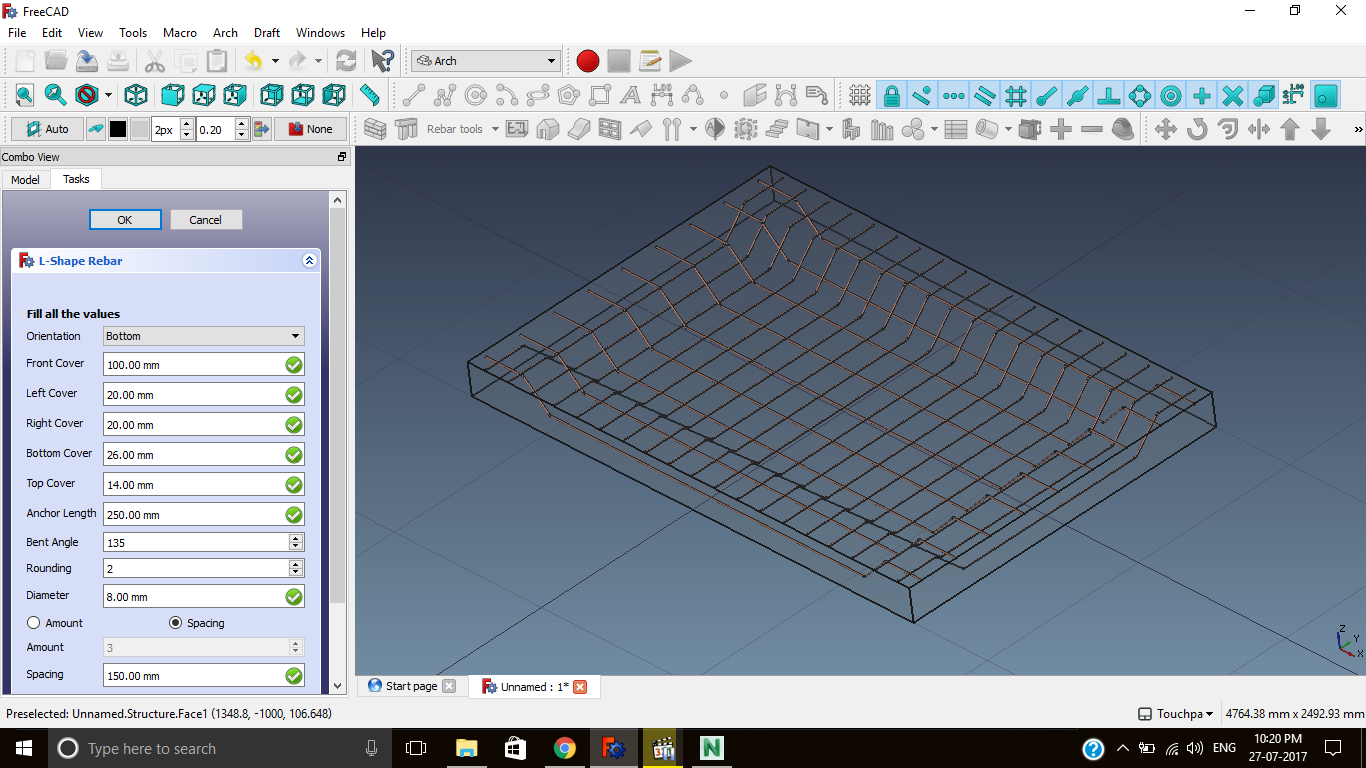 FreeCAD
File Edit View Tools Macro Arch Draft Windows Help
Arch
1.00
1.00
Auto 2px 0.20 None Rebar tools »
Combo View
Model Tasks
OK Cancel
L-Shape Rebar
Fill all the values
Orientation Bottom
Front Cover 100.00 mm
Left Cover 20.00 mm
Right Cover 20.00 mm
Bottom Cover 26.00 mm
Top Cover 14.00 mm
Anchor Length 250.00 mm
Bent Angle 135
Rounding 2
Diameter 8.00 mm
Amount Spacing
Amount 3
Spacing 150.00 mm
Z
Y
X
Start page Unnamed : 1*
Preselected: Unnamed.Structure.Face1 (1348.8, -1000, 106.648) Touchpa 4764.38 mm x 2492.93 mm
Type here to search
ENG
10:20 PM
27-07-2017